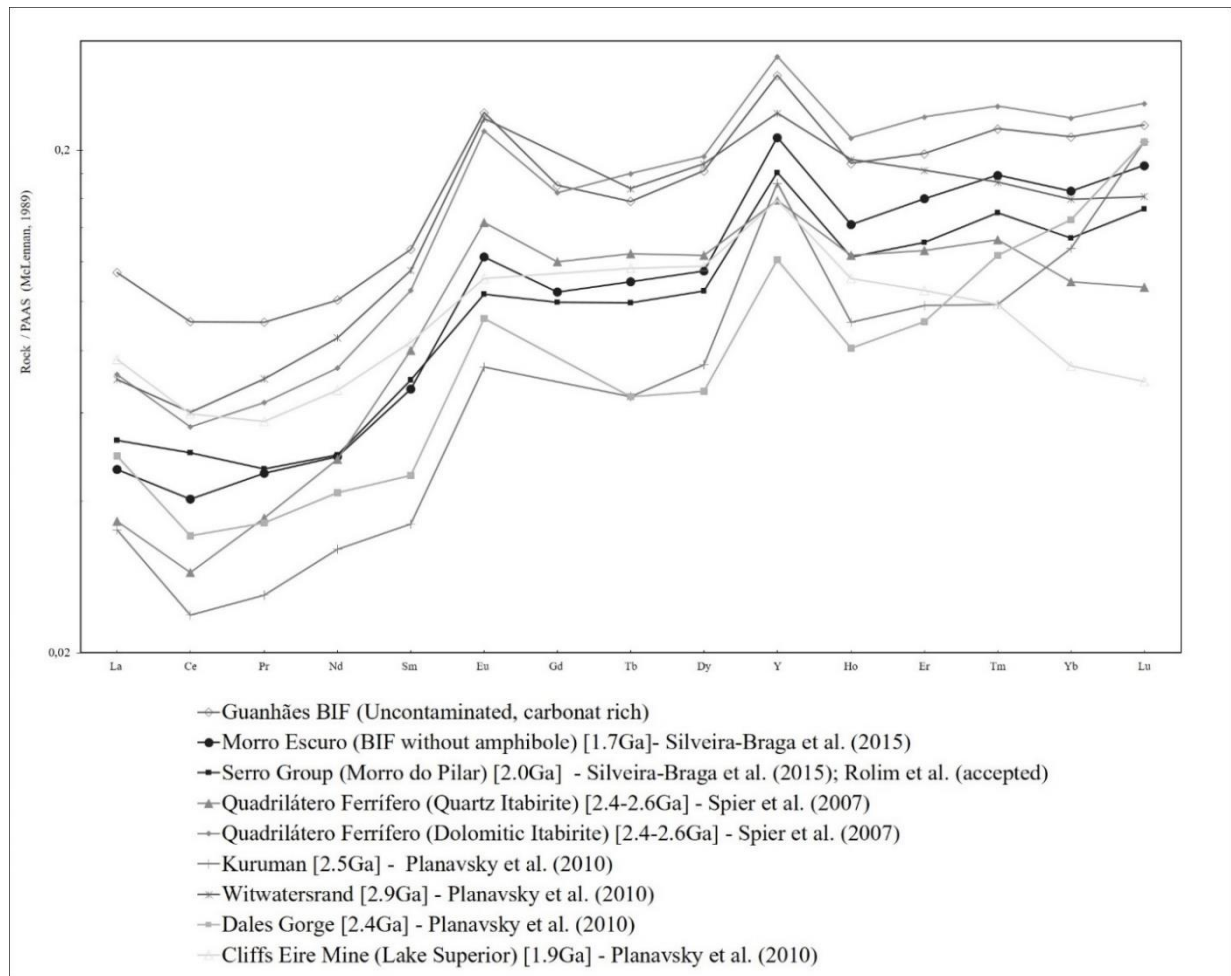 Rock / PAAS (McLennan, 1989)
0,2
0,02
La Ce Pr Nd Sm Eu Gd Tb Dy Y Ho Er Tm Yb Lu
Guanhães BIF (Uncontaminated, carbonat rich)
Morro Escuro (BIF without amphibole) [1.7Ga]- Silveira-Braga et al. (2015)
Serro Group (Morro do Pilar) [2.0Ga] - Silveira-Braga et al. (2015); Rolim et al. (accepted)
Quadrilátero Ferrífero (Quartz Itabirite) [2.4-2.6Ga] - Spier et al. (2007)
Quadrilátero Ferrífero (Dolomitic Itabirite) [2.4-2.6Ga] - Spier et al. (2007)
Kuruman [2.5Ga] - Planavsky et al. (2010)
Witwatersrand [2.9Ga] - Planavsky et al. (2010)
Dales Gorge [2.4Ga] - Planavsky et al. (2010)
Cliffs Eire Mine (Lake Superior) [1.9Ga] - Planavsky et al. (2010)